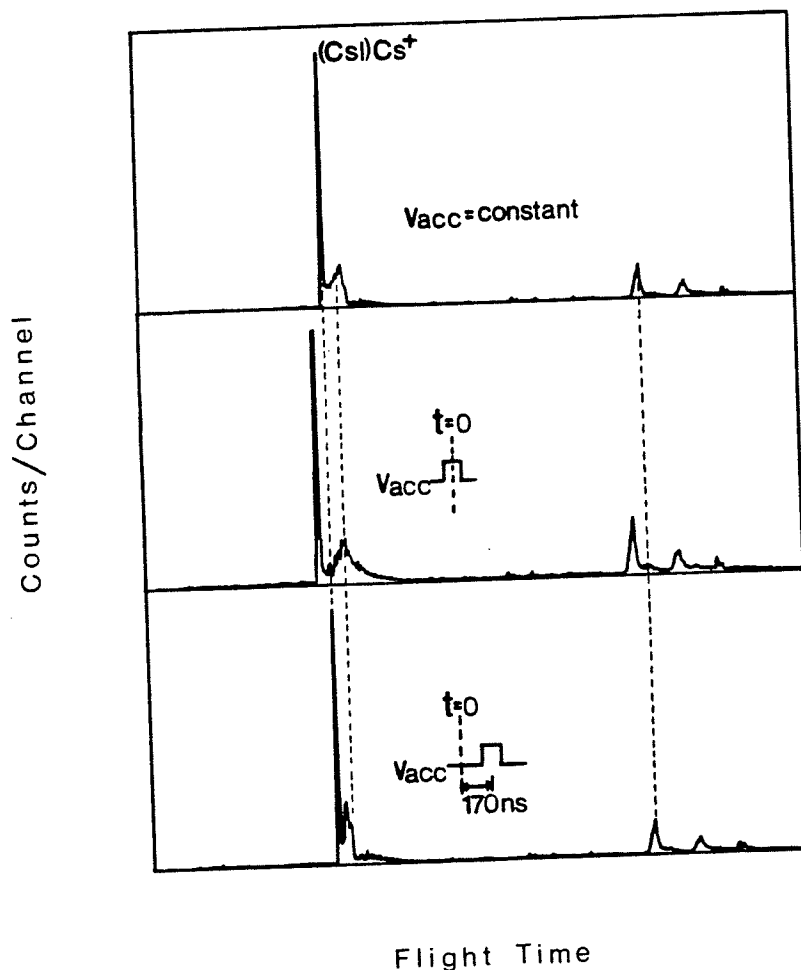 (CsI)Cs+
Vacc=constant
t=0
Vacc
t=0
Vacc
170ns
Counts/Channel
Flight Time